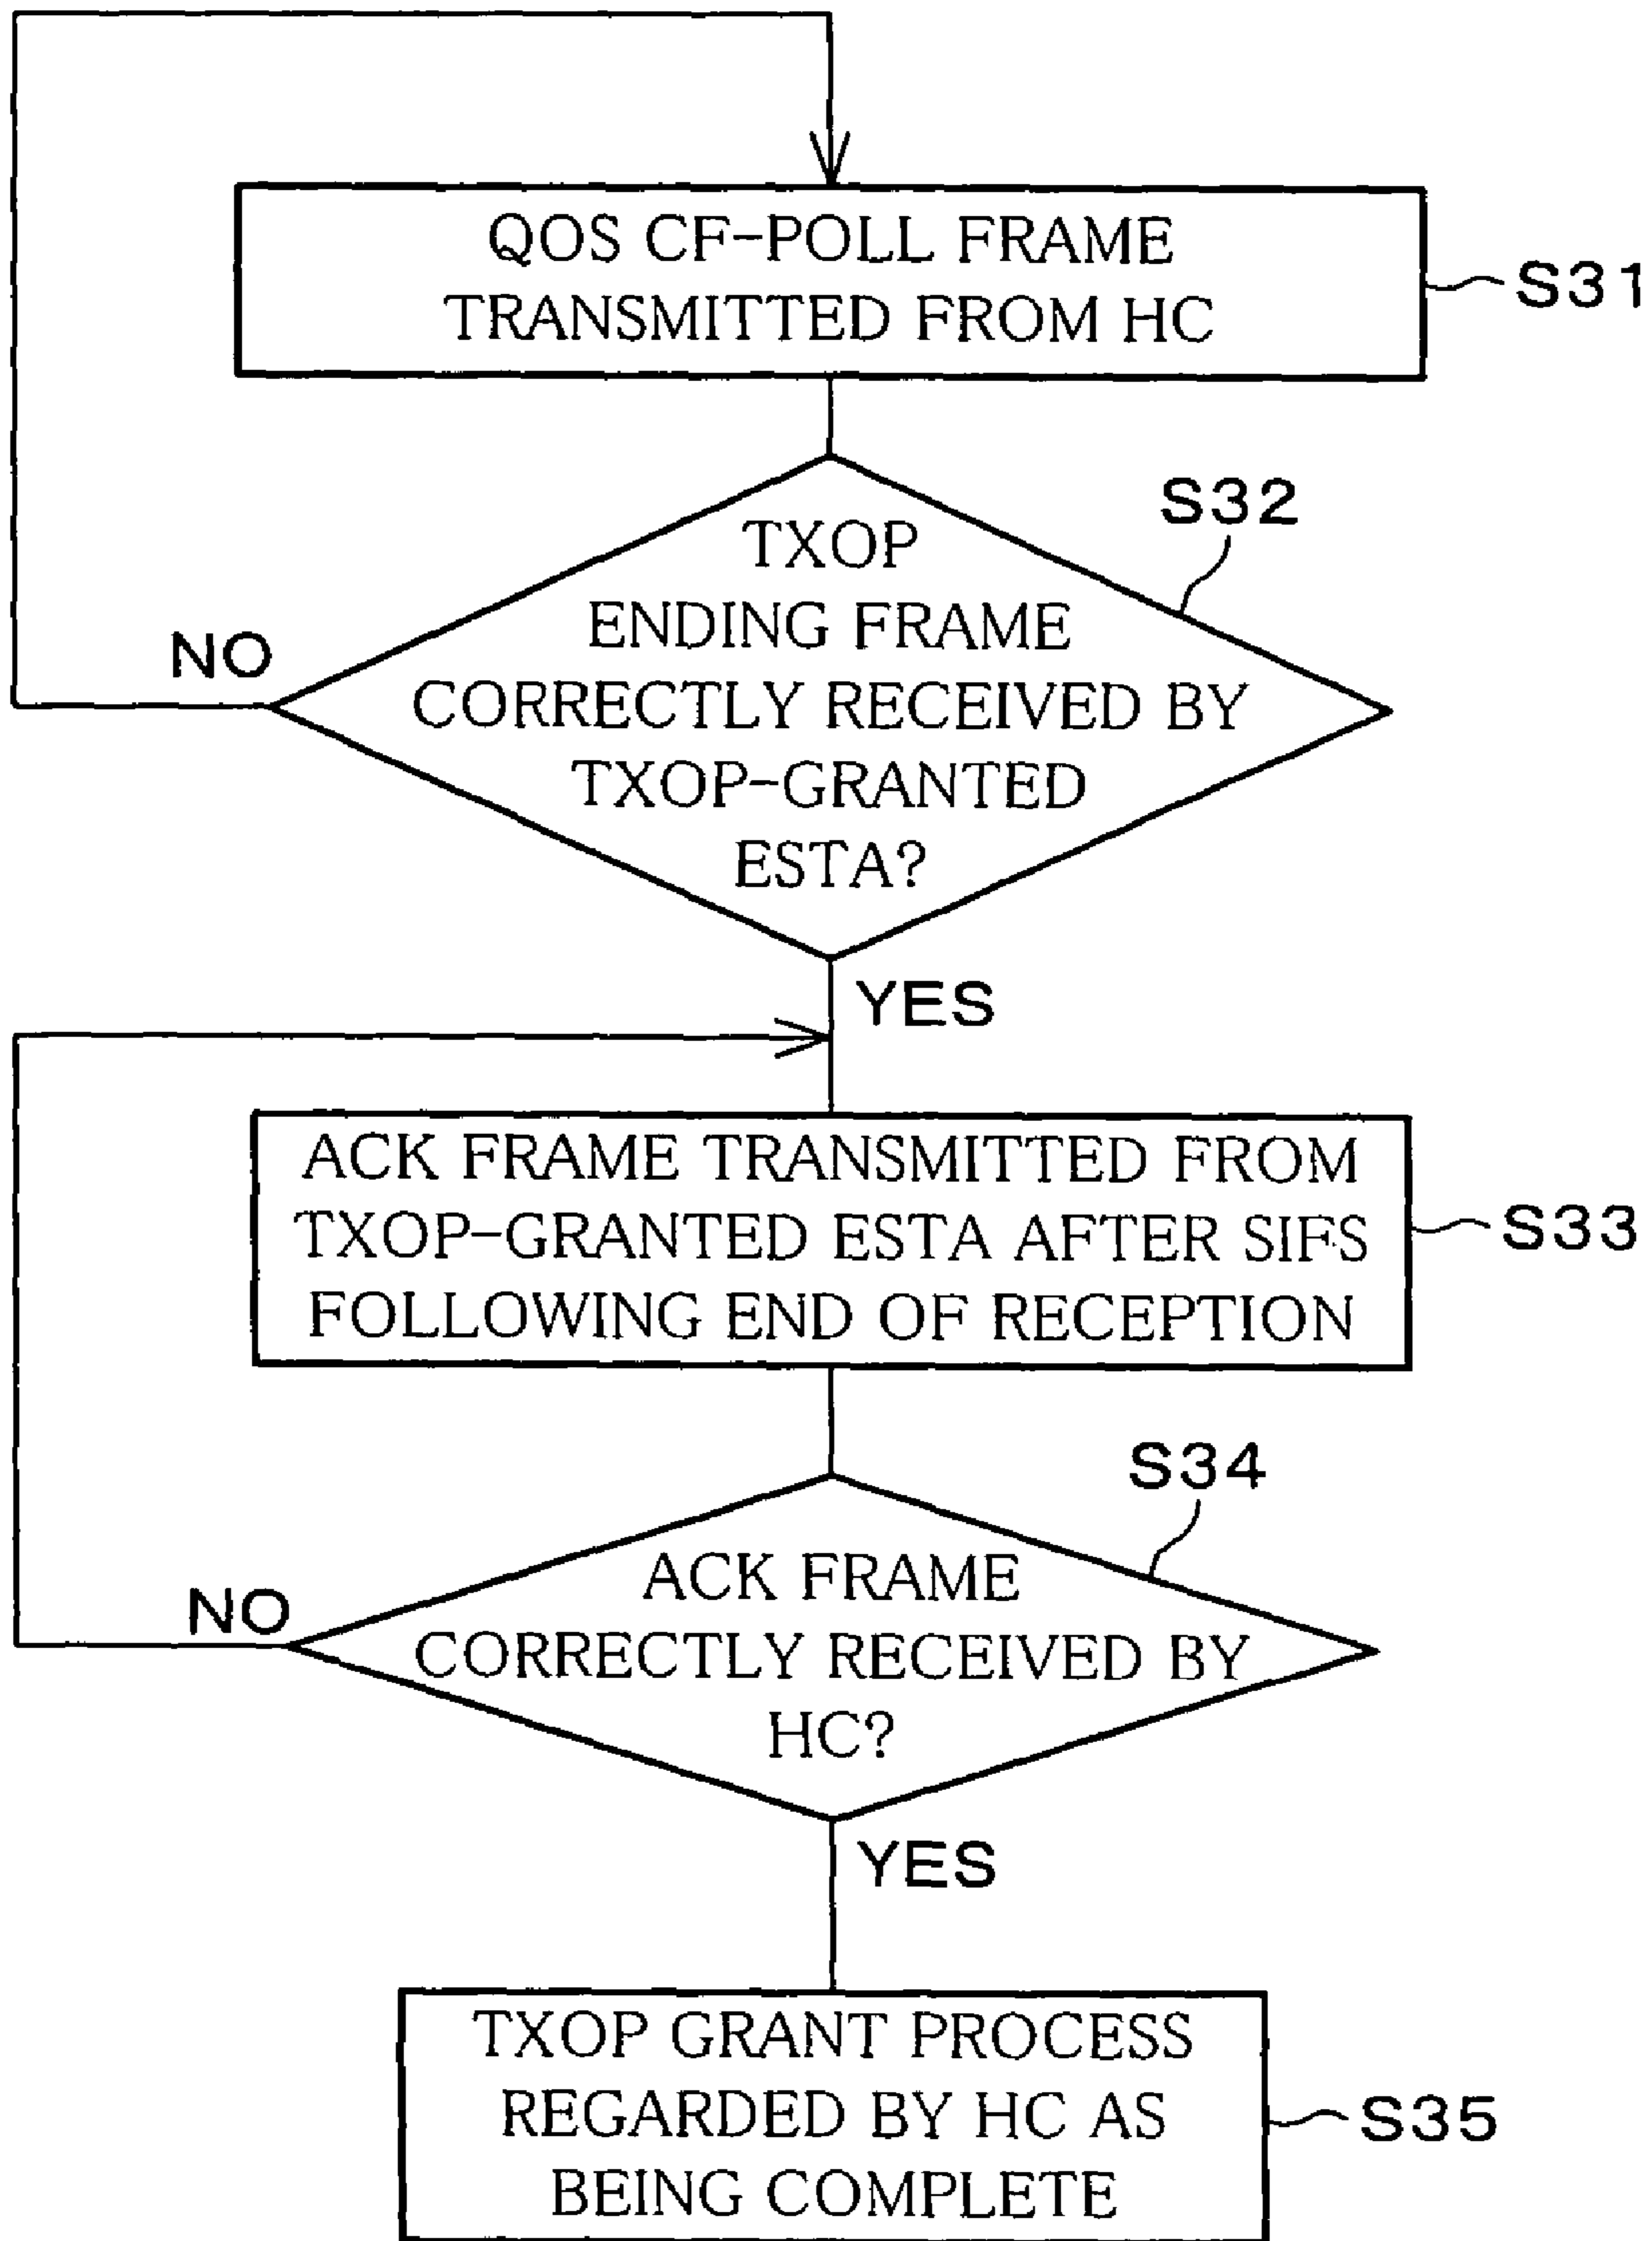 QOS CF-POLL FRAME
TRANSMITTED FROM HC
S31
S32
TXOP
ENDING FRAME
CORRECTLY RECEIVED BY
TXOP-GRANTED
ESTA?
NO
YES
ACK FRAME TRANSMITTED FROM
TXOP-GRANTED ESTA AFTER SIFS
FOLLOWING END OF RECEPTION
S33
S34
ACK FRAME
CORRECTLY RECEIVED BY
HC?
NO
YES
TXOP GRANT PROCESS
REGARDED BY HC AS
BEING COMPLETE
S35